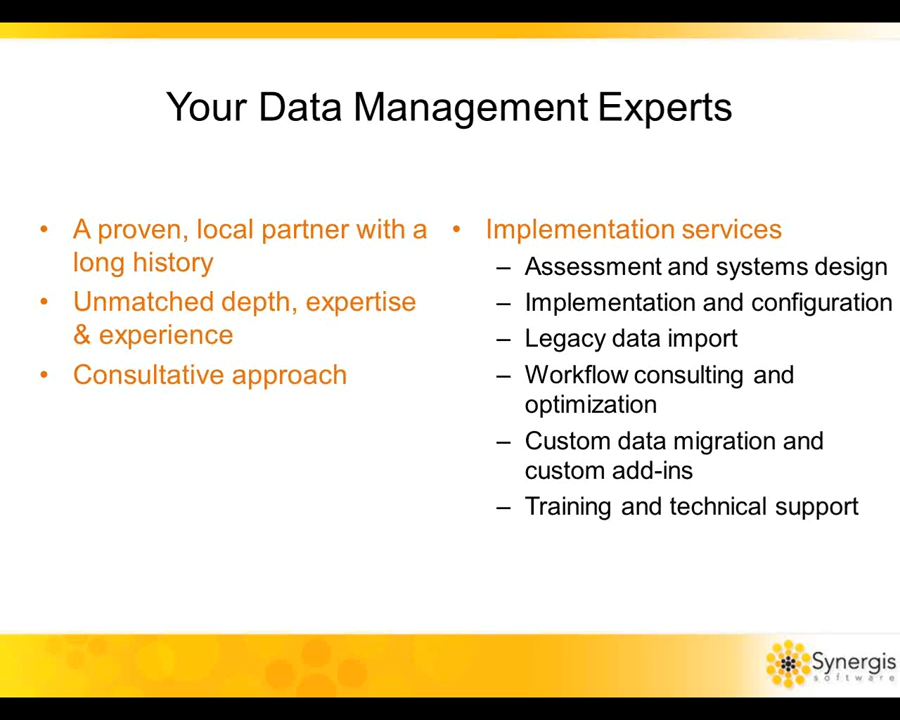 Your Data Management Experts
• A proven, local partner with a
long history
• Unmatched depth, expertise
& experience
• Consultative approach
• Implementation services
– Assessment and systems design
– Implementation and configuration
– Legacy data import
– Workflow consulting and
optimization
– Custom data migration and
custom add-ins
– Training and technical support
Synergis
software